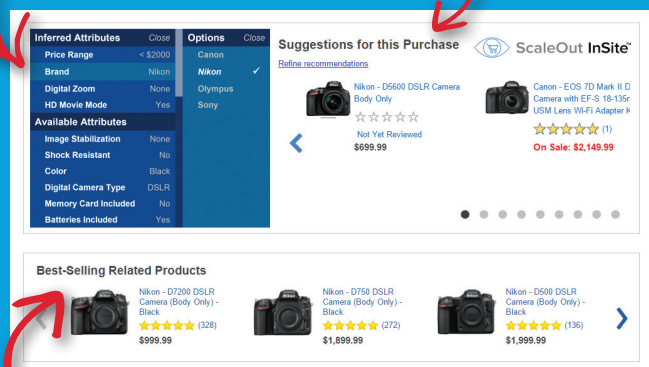 Inferred Attributes Close
Price Range < $2000
Brand Nikon
Digital Zoom None
HD Movie Mode Yes
Available Attributes
Image Stabilization None
Shock Resistant No
Color Black
Digital Camera Type DSLR
Memory Card Included No
Batteries Included Yes
Options Close
Canon
Nikon ✓
Olympus
Sony
Suggestions for this Purchase
Refine recommendations
ScaleOut InSite™
Nikon - D5600 DSLR Camera
Body Only
Not Yet Reviewed
$699.99
Canon - EOS 7D Mark II D
Camera with EF-S 18-135
USM Lens Wi-Fi Adapter K
(1)
On Sale: $2,149.99
Best-Selling Related Products
Nikon - D7200 DSLR
Camera (Body Only) -
Black
(328)
$999.99
Nikon - D750 DSLR
Camera (Body Only) -
Black
(272)
$1,899.99
Nikon - D500 DSLR
Camera (Body Only) -
Black
(136)
$1,999.99